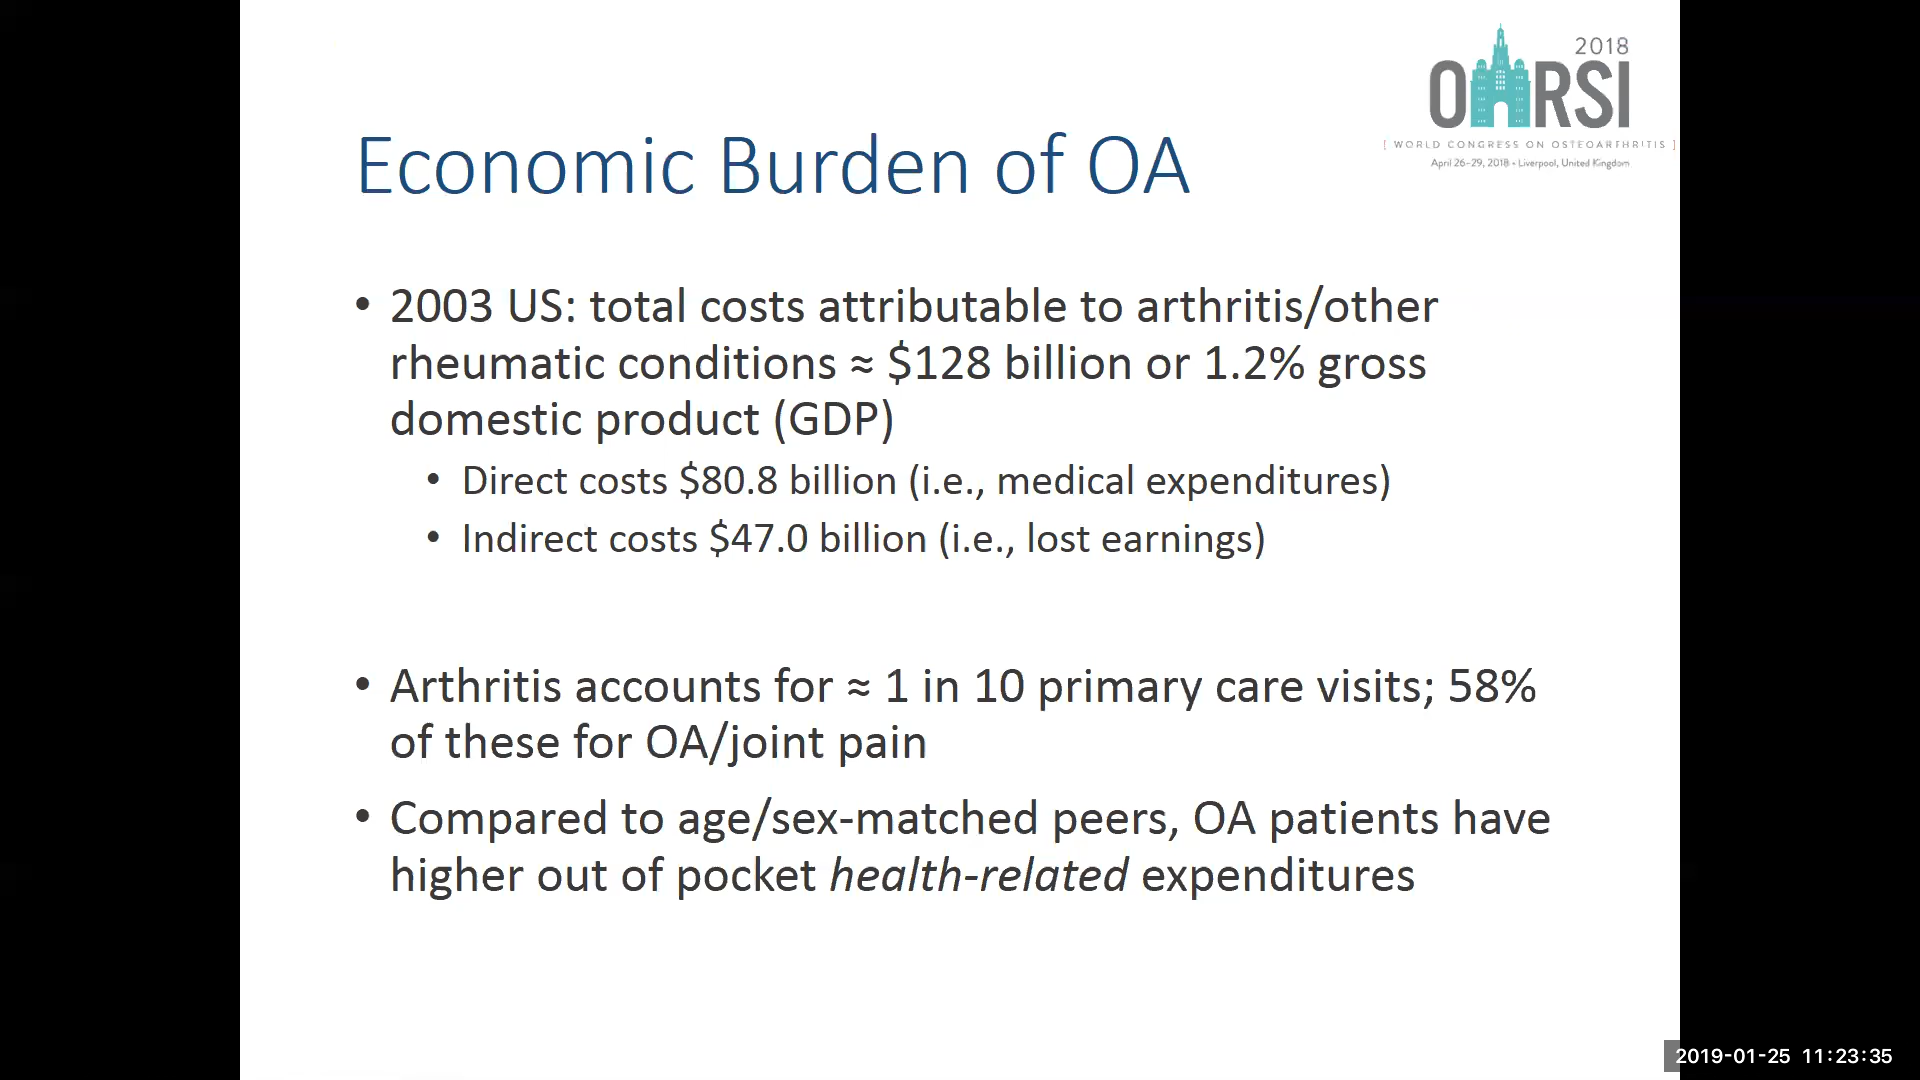 2018
OARSI
[ WORLD CONGRESS ON OSTEOARTHRITIS ]
April 26-29, 2018 • Liverpool, United Kingdom
Economic Burden of OA
• 2003 US: total costs attributable to arthritis/other
rheumatic conditions ≈ $128 billion or 1.2% gross
domestic product (GDP)
• Direct costs $80.8 billion (i.e., medical expenditures)
• Indirect costs $47.0 billion (i.e., lost earnings)
• Arthritis accounts for ≈ 1 in 10 primary care visits; 58%
of these for OA/joint pain
• Compared to age/sex-matched peers, OA patients have
higher out of pocket health-related expenditures
2019-01-25 11:23:35